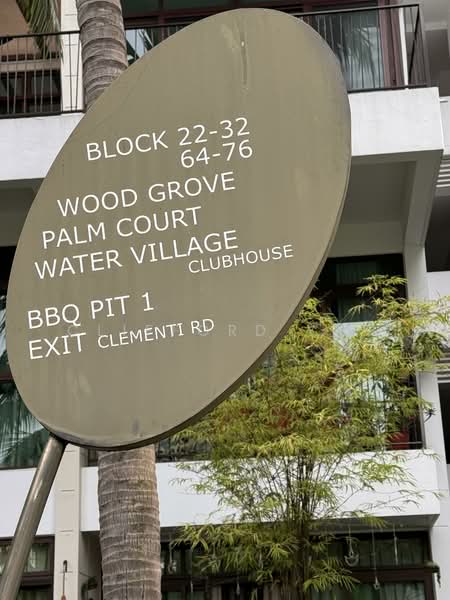 BLOCK 22-32
64-76
WOOD GROVE
PALM COURT
WATER VILLAGE
CLUBHOUSE
BBQ PIT 1
EXIT CLEMENTI RD